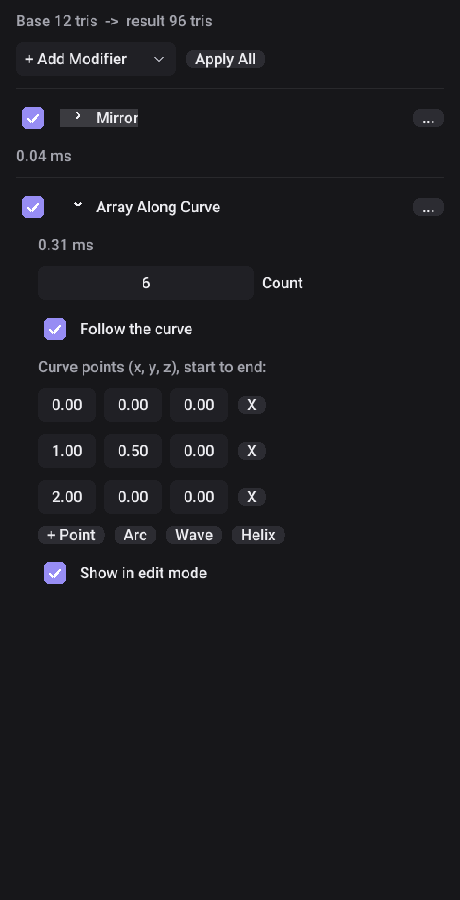 Base 12 tris -> result 96 tris
+ Add Modifier Apply All
Mirror ...
0.04 ms
Array Along Curve ...
0.31 ms
6 Count
Follow the curve
Curve points (x, y, z), start to end:
0.00 0.00 0.00 X
1.00 0.50 0.00 X
2.00 0.00 0.00 X
+ Point Arc Wave Helix
Show in edit mode